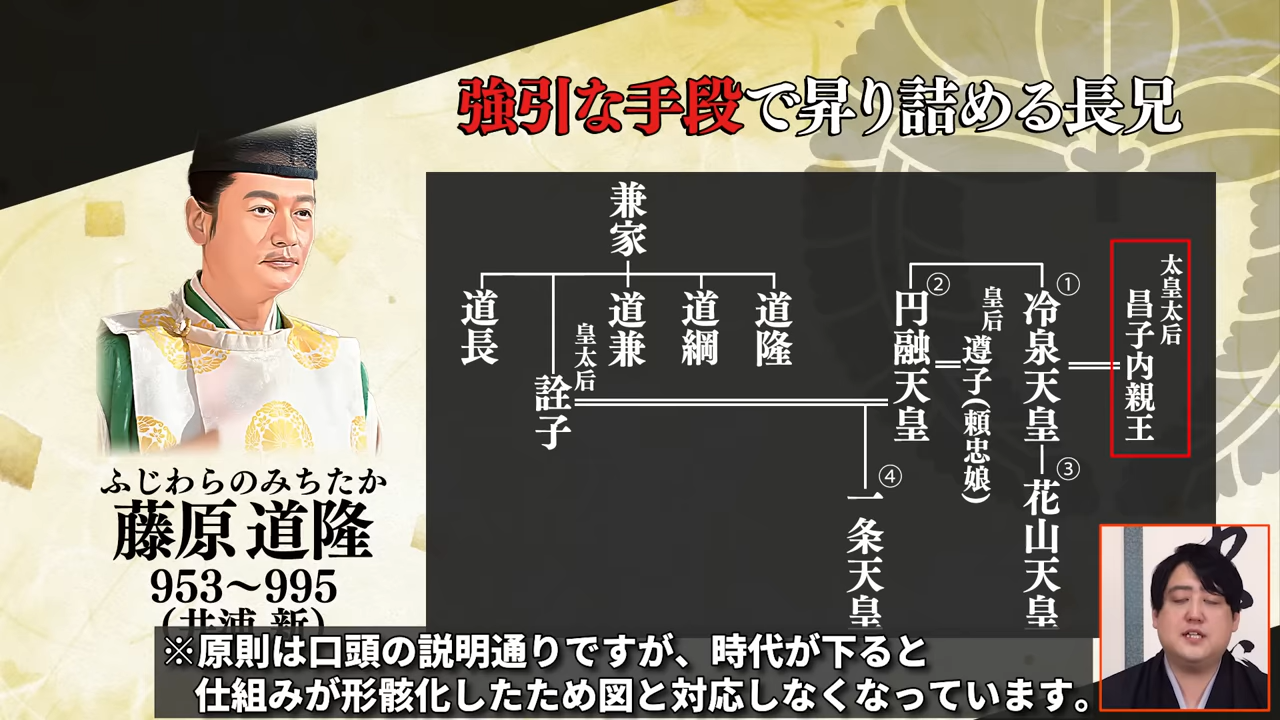 強引な手段で昇り詰める長兄
兼家
道隆
道綱
道兼
皇太后
詮子
道長
太皇太后
昌子内親王
①
冷泉天皇
皇后
遵子(頼忠娘)
②
円融天皇
③
花山天皇
④
一条天皇
ふじわらのみちたか
藤原道隆
953〜995
(井浦 新)
※原則は口頭の説明通りですが、時代が下ると
仕組みが形骸化したため図と対応しなくなっています。